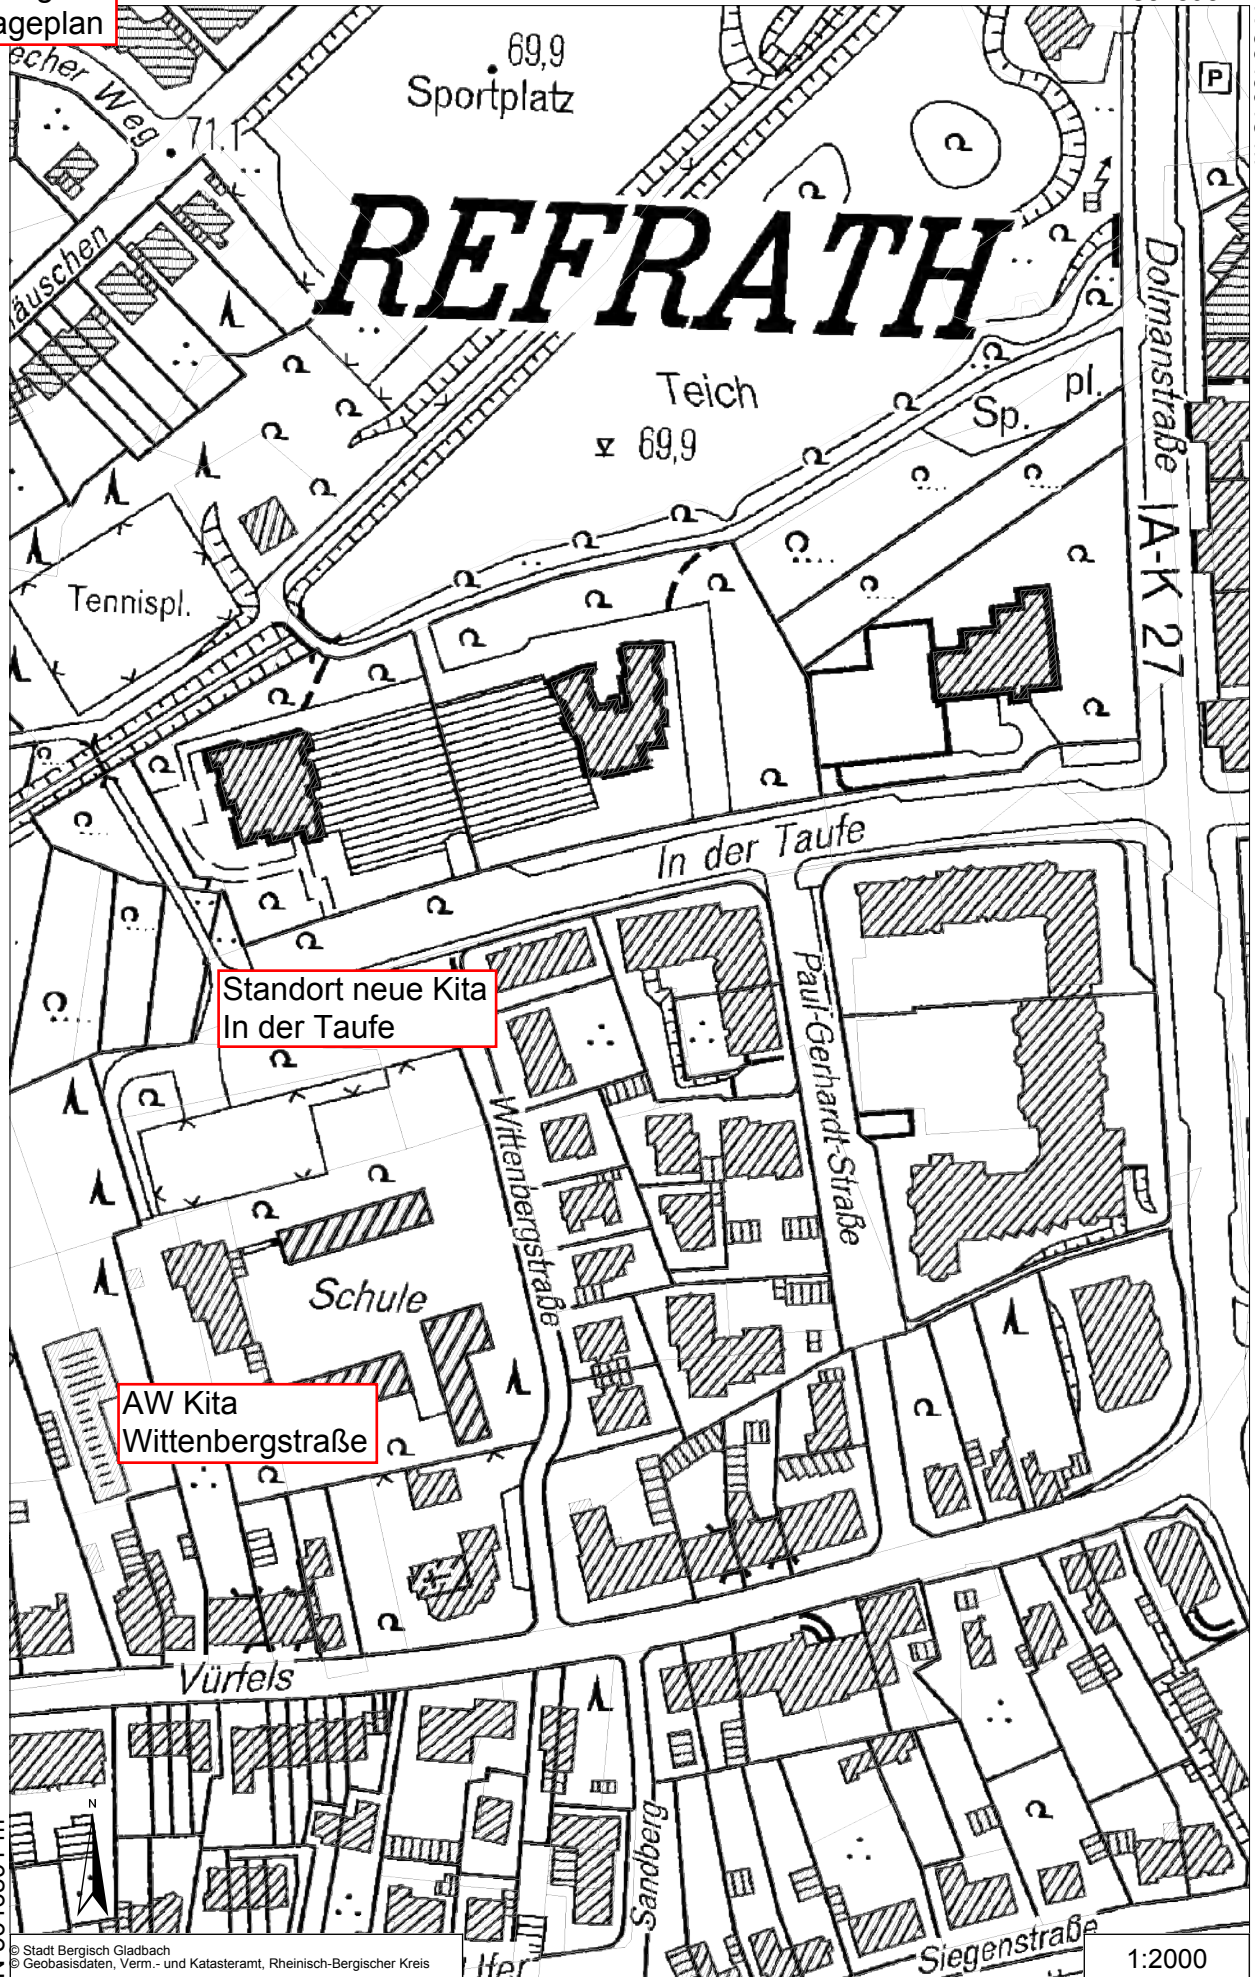 ageplan
echer Weg
69,9
Sportplatz
71.1
P
äuschen
REFRATH
Dolmanstraße
IA-K 27
Teich
69,9
Sp. pl.
Tennispl.
In der Taufe
Standort neue Kita
In der Taufe
Paul-Gerhardt-Straße
Wittenbergstraße
Schule
AW Kita
Wittenbergstraße
Vürfels
N
Sandberg
Siegenstraße
© Stadt Bergisch Gladbach
© Geobasisdaten, Verm.- und Katasteramt, Rheinisch-Bergischer Kreis
Ufer
1:2000